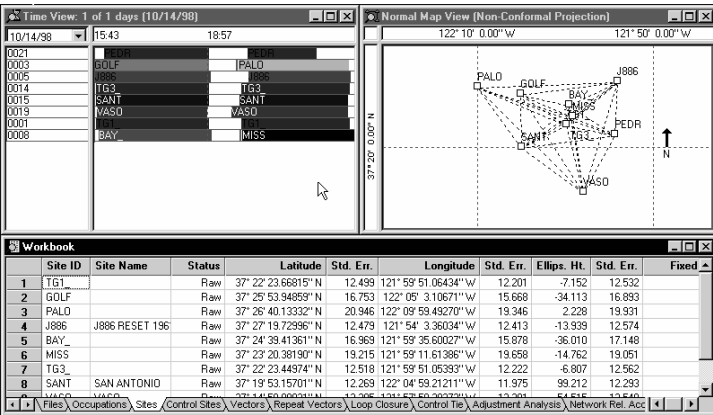 Time View: 1 of 1 days (10/14/98)
10/14/98 15:43 18:57
0021 PEDR PEDR
0003 GOLF PALO
0005 J886 J886
0014 TG3_ TG3_
0015 SANT SANT
0019 VASO VASO
0001 TG1_ TG1_
0008 BAY_ MISS
Normal Map View (Non-Conformal Projection)
122° 10' 0.00" W 121° 50' 0.00" W
37° 20' 0.00" N
PALO
GOLF
J886
BAY_
MISS
PEDR
SANT
TG3_
VASO
N
Workbook
Site ID Site Name Status Latitude Std. Err. Longitude Std. Err. Ellips. Ht. Std. Err. Fixed
1 TG1_ Raw 37° 22' 23.66815" N 12.499 121° 59' 51.06434" W 12.201 -7.152 12.532
2 GOLF Raw 37° 25' 53.94859" N 16.753 122° 05' 3.10671" W 15.668 -34.113 16.893
3 PALO Raw 37° 26' 40.13332" N 20.946 122° 09' 59.49270" W 19.346 2.228 19.931
4 J886 J886 RESET 196 Raw 37° 27' 19.72996" N 12.479 121° 54' 3.36034" W 12.413 -13.939 12.574
5 BAY_ Raw 37° 24' 39.41361" N 16.969 121° 59' 35.60027" W 15.878 -36.010 17.148
6 MISS Raw 37° 23' 20.38190" N 19.215 121° 59' 11.61386" W 19.658 -14.762 19.051
7 TG3_ Raw 37° 22' 23.44974" N 12.518 121° 59' 51.05393" W 12.222 -6.807 12.562
8 SANT SAN ANTONIO Raw 37° 19' 53.15701" N 12.269 122° 04' 59.21211" W 11.975 99.212 12.293
Files Occupations Sites Control Sites Vectors Repeat Vectors Loop Closure Control Tie Adjustment Analysis Network Rel. Acc